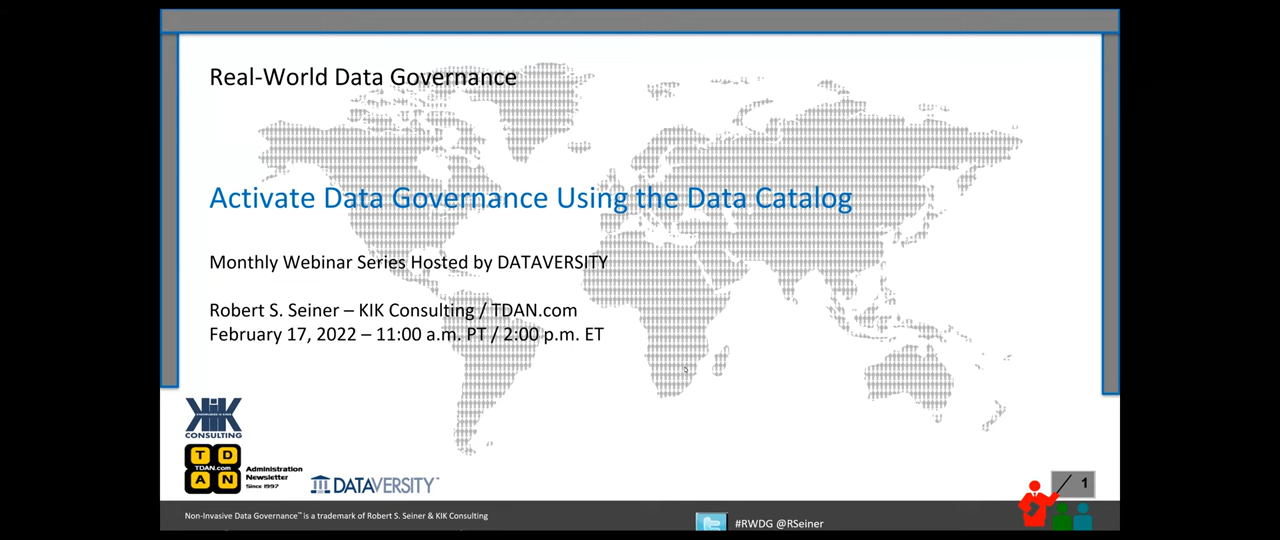 Real-World Data Governance
Activate Data Governance Using the Data Catalog
Monthly Webinar Series Hosted by DATAVERSITY
Robert S. Seiner – KIK Consulting / TDAN.com
February 17, 2022 – 11:00 a.m. PT / 2:00 p.m. ET
KIK
CONSULTING
T D
TDAN.com
A N
Administration
Newsletter
Since 1997
DATAVERSITY
1
Non-Invasive Data Governance™ is a trademark of Robert S. Seiner & KIK Consulting
#RWDG @RSeiner